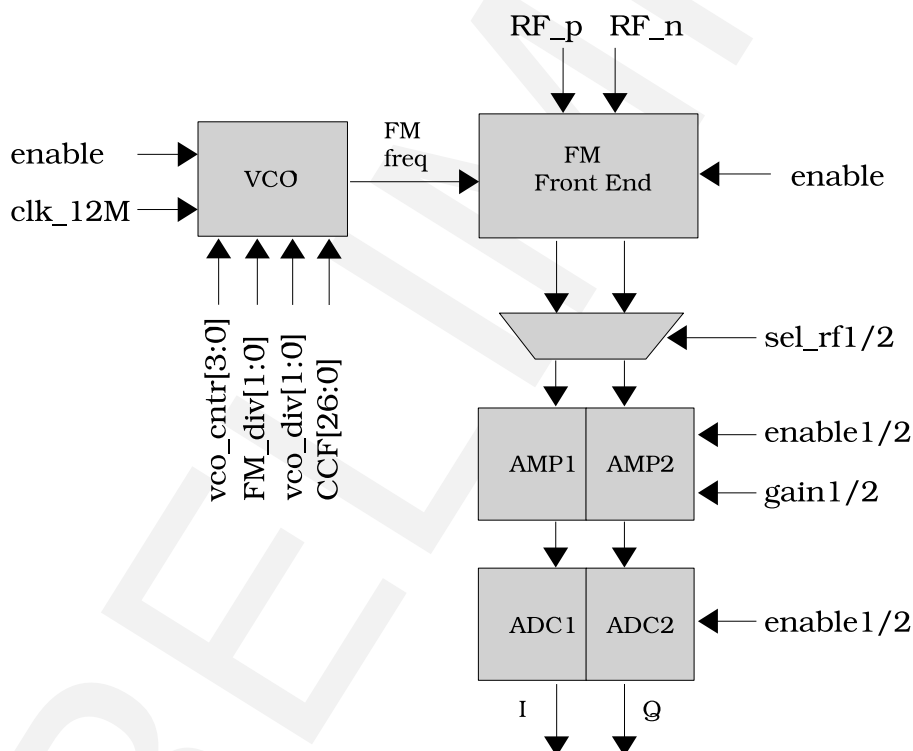 RF_p RF_n
enable
clk_12M
VCO
FM
freq
FM
Front End
enable
vco_cntr[3:0]
FM_div[1:0]
vco_div[1:0]
CCF[26:0]
sel_rf1/2
AMP1 AMP2
enable1/2
gain1/2
ADC1 ADC2
enable1/2
I Q